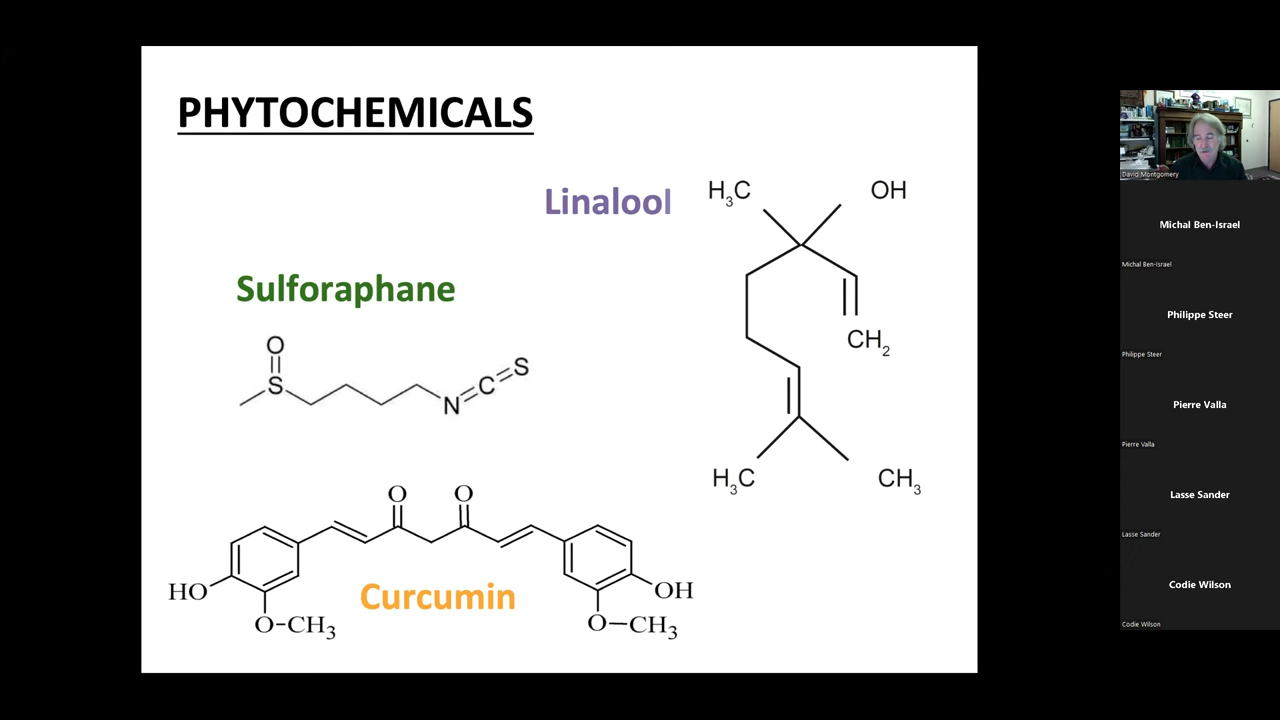 PHYTOCHEMICALS
Linalool
H3C
OH
CH2
H3C
CH3
Sulforaphane
O
S
N
C
S
O
O
HO
OH
O-CH3
O-CH3
Curcumin
David Montgomery
Michal Ben-Israel
Michal Ben-Israel
Philippe Steer
Philippe Steer
Pierre Valla
Pierre Valla
Lasse Sander
Lasse Sander
Codie Wilson
Codie Wilson